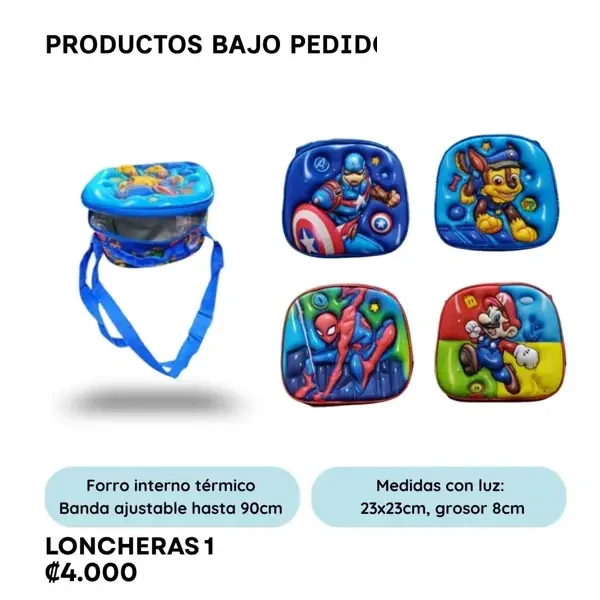 PRODUCTOS BAJO PEDIDO
Forro interno térmico
Banda ajustable hasta 90cm
Medidas con luz:
23x23cm, grosor 8cm
LONCHERAS 1
₡4.000